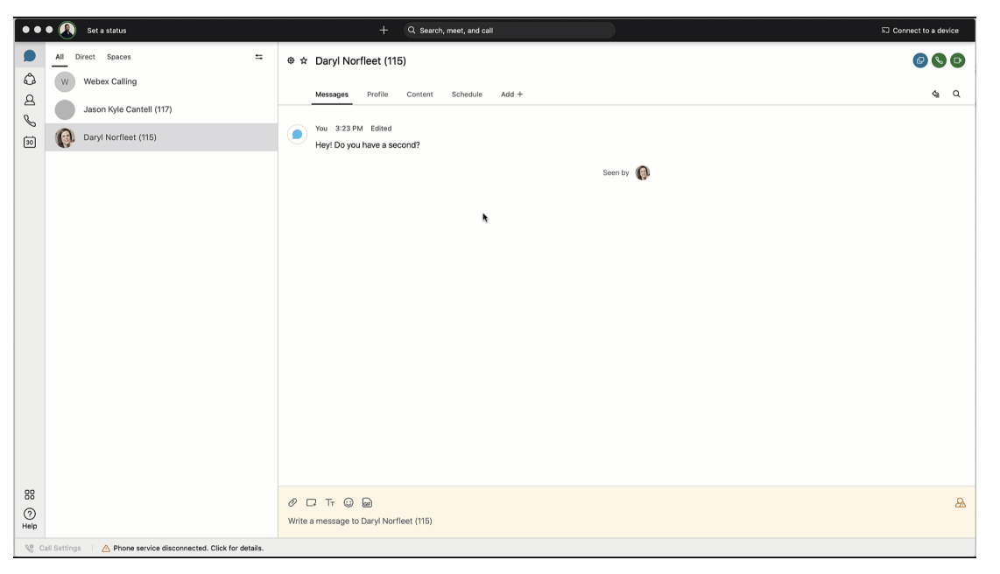 Set a status
Search, meet, and call
Connect to a device
All Direct Spaces
W Webex Calling
Jason Kyle Cantell (117)
Daryl Norfleet (115)
30
Help
Daryl Norfleet (115)
Messages Profile Content Schedule Add +
You 3:23 PM Edited
Hey! Do you have a second?
Seen by
Tт
GIF
Write a message to Daryl Norfleet (115)
Call Settings Phone service disconnected. Click for details.